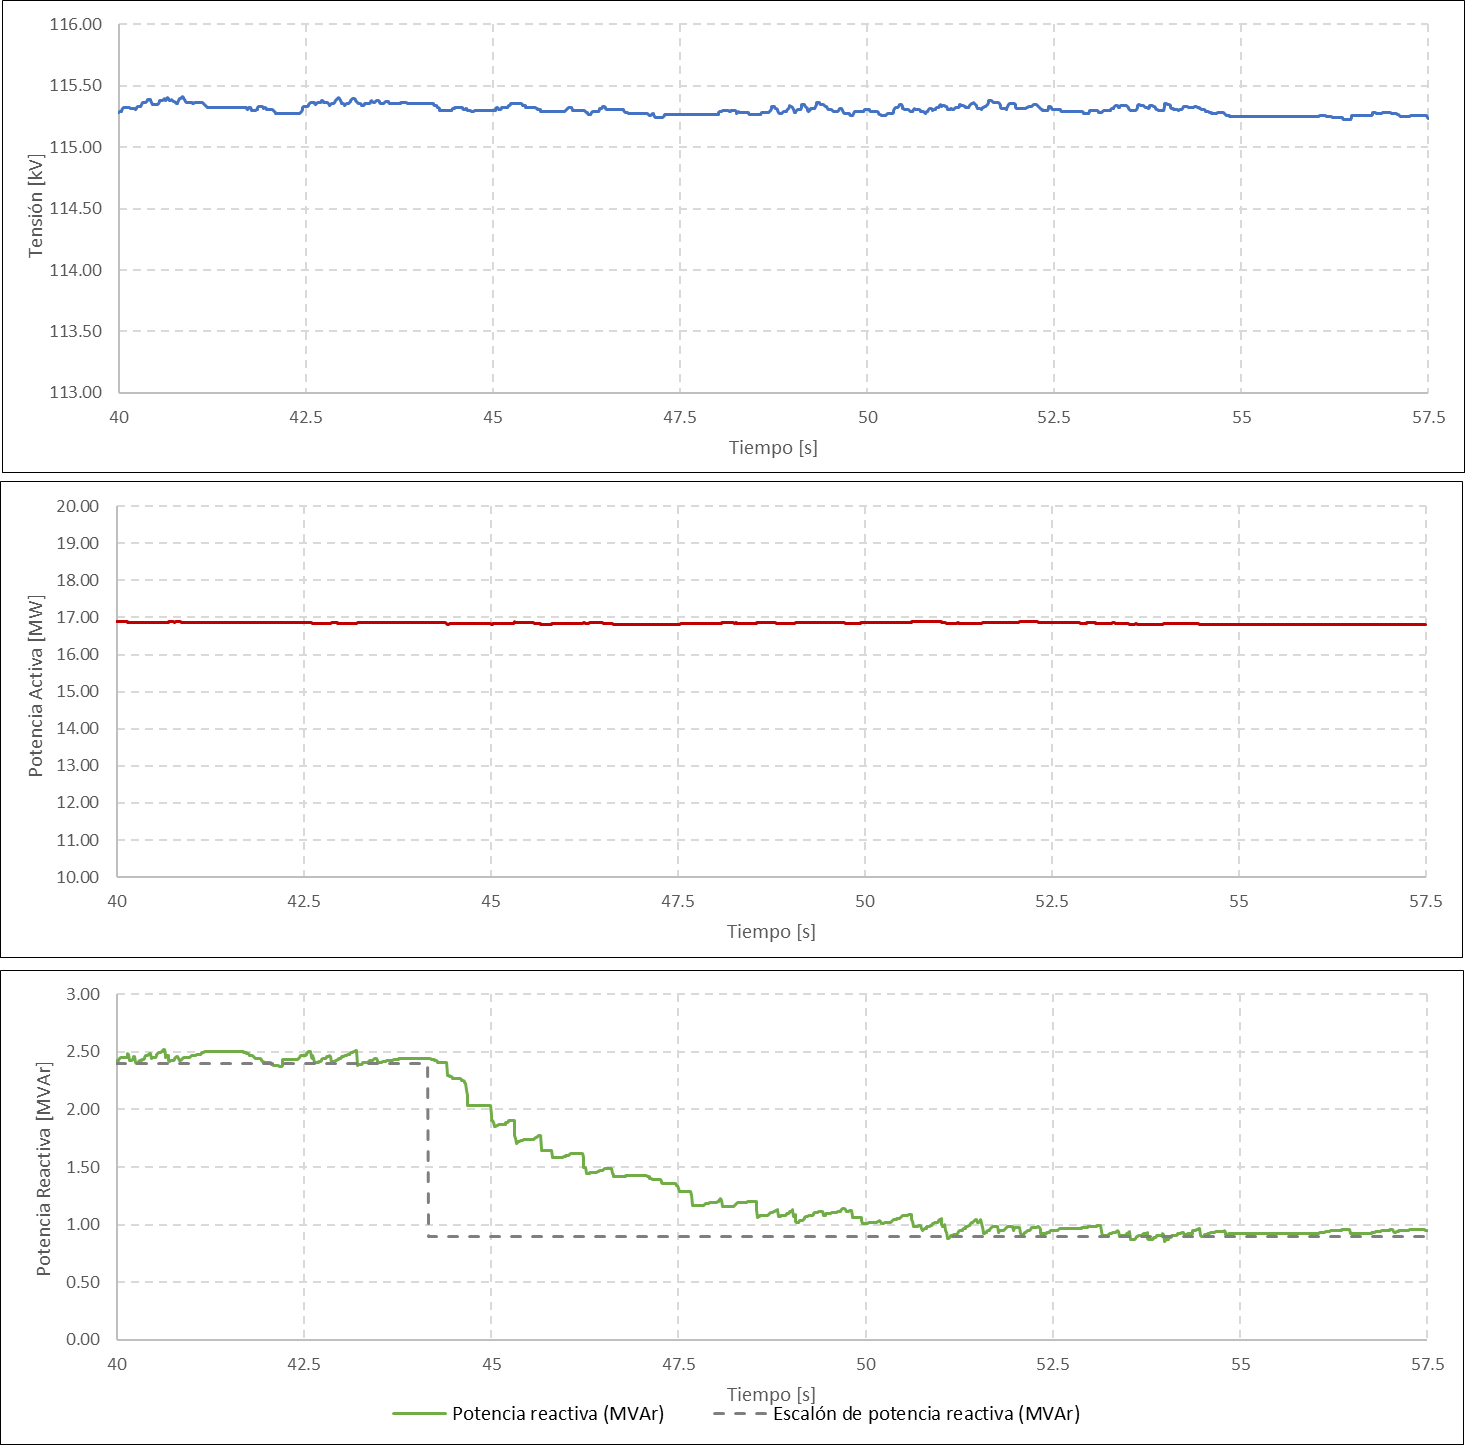 116.00
115.50
115.00
114.50
114.00
113.50
113.00
Tensión [kV]
40 42.5 45 47.5 50 52.5 55 57.5
Tiempo [s]
20.00
19.00
18.00
17.00
16.00
15.00
14.00
13.00
12.00
11.00
10.00
Potencia Activa [MW]
40 42.5 45 47.5 50 52.5 55 57.5
Tiempo [s]
3.00
2.50
2.00
1.50
1.00
0.50
0.00
Potencia Reactiva [MVAr]
40 42.5 45 47.5 50 52.5 55 57.5
Tiempo [s]
Potencia reactiva (MVAr) Escalón de potencia reactiva (MVAr)